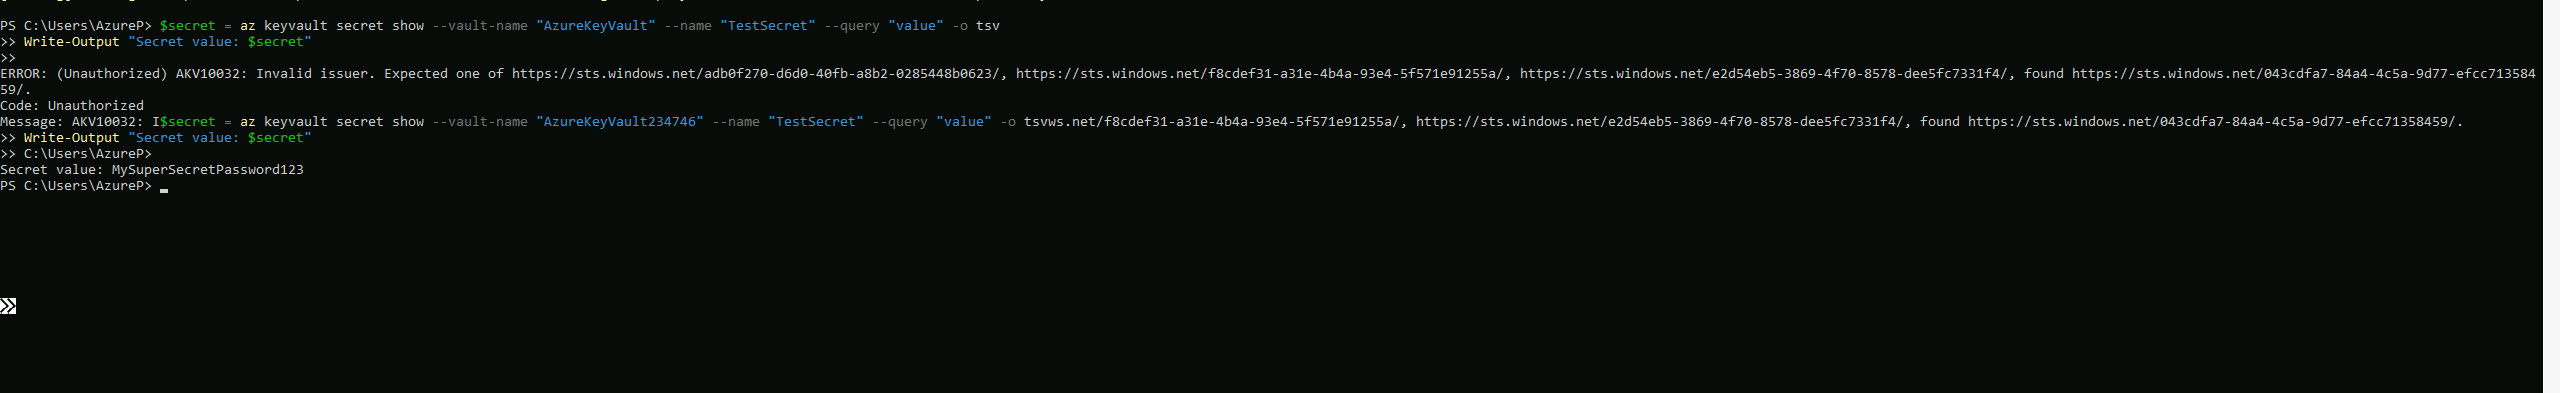 PS C:\Users\AzureP> $secret = az keyvault secret show --vault-name "AzureKeyVault" --name "TestSecret" --query "value" -o tsv
>> Write-Output "Secret value: $secret"
>>
ERROR: (Unauthorized) AKV10032: Invalid issuer. Expected one of https://sts.windows.net/adb0f270-d6d0-40fb-a8b2-0285448b0623/, https://sts.windows.net/f8cdef31-a31e-4b4a-93e4-5f571e91255a/, https://sts.windows.net/e2d54eb5-3869-4f70-8578-dee5fc7331f4/, found https://sts.windows.net/043cdfa7-84a4-4c5a-9d77-efcc713584
59/.
Code: Unauthorized
Message: AKV10032: I$secret = az keyvault secret show --vault-name "AzureKeyVault234746" --name "TestSecret" --query "value" -o tsvws.net/f8cdef31-a31e-4b4a-93e4-5f571e91255a/, https://sts.windows.net/e2d54eb5-3869-4f70-8578-dee5fc7331f4/, found https://sts.windows.net/043cdfa7-84a4-4c5a-9d77-efcc71358459/.
>> Write-Output "Secret value: $secret"
>> C:\Users\AzureP>
Secret value: MySuperSecretPassword123
PS C:\Users\AzureP>
>>